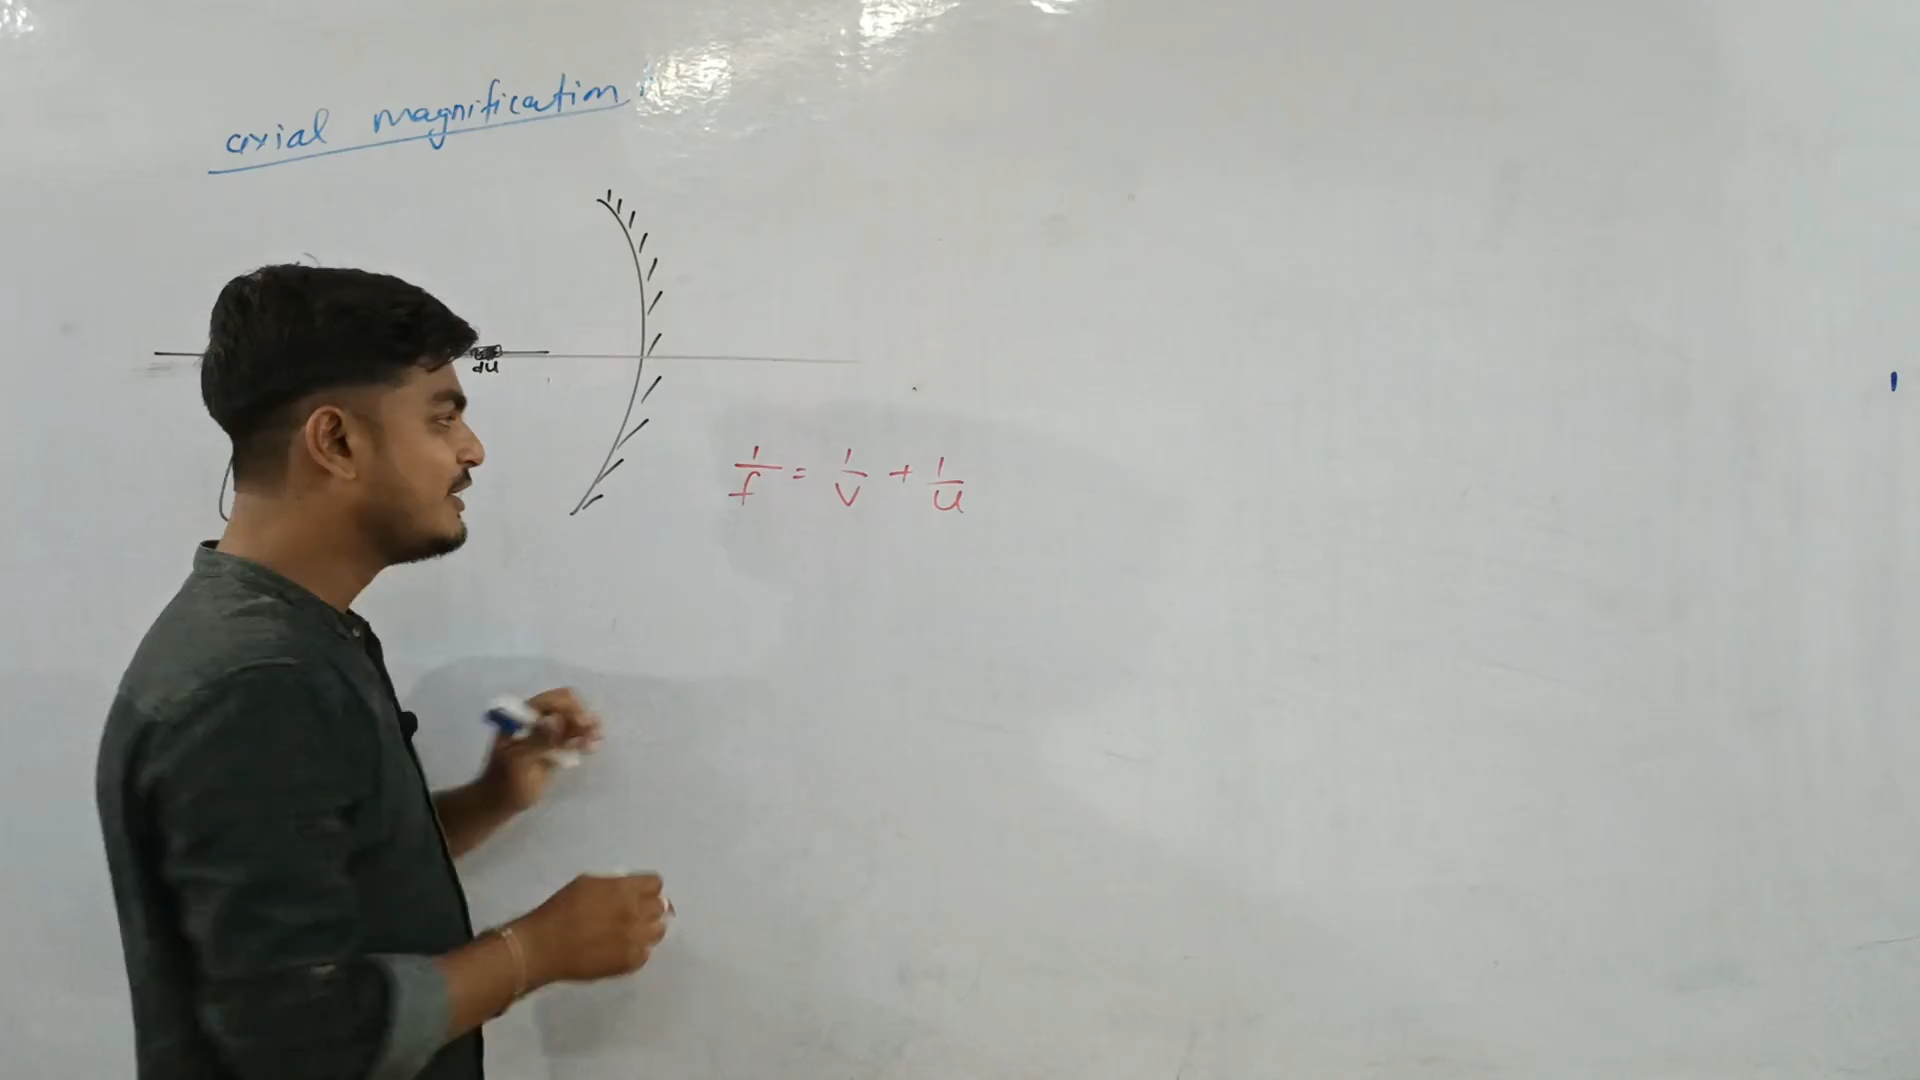 axial magnification
du
1/f = 1/v + 1/u